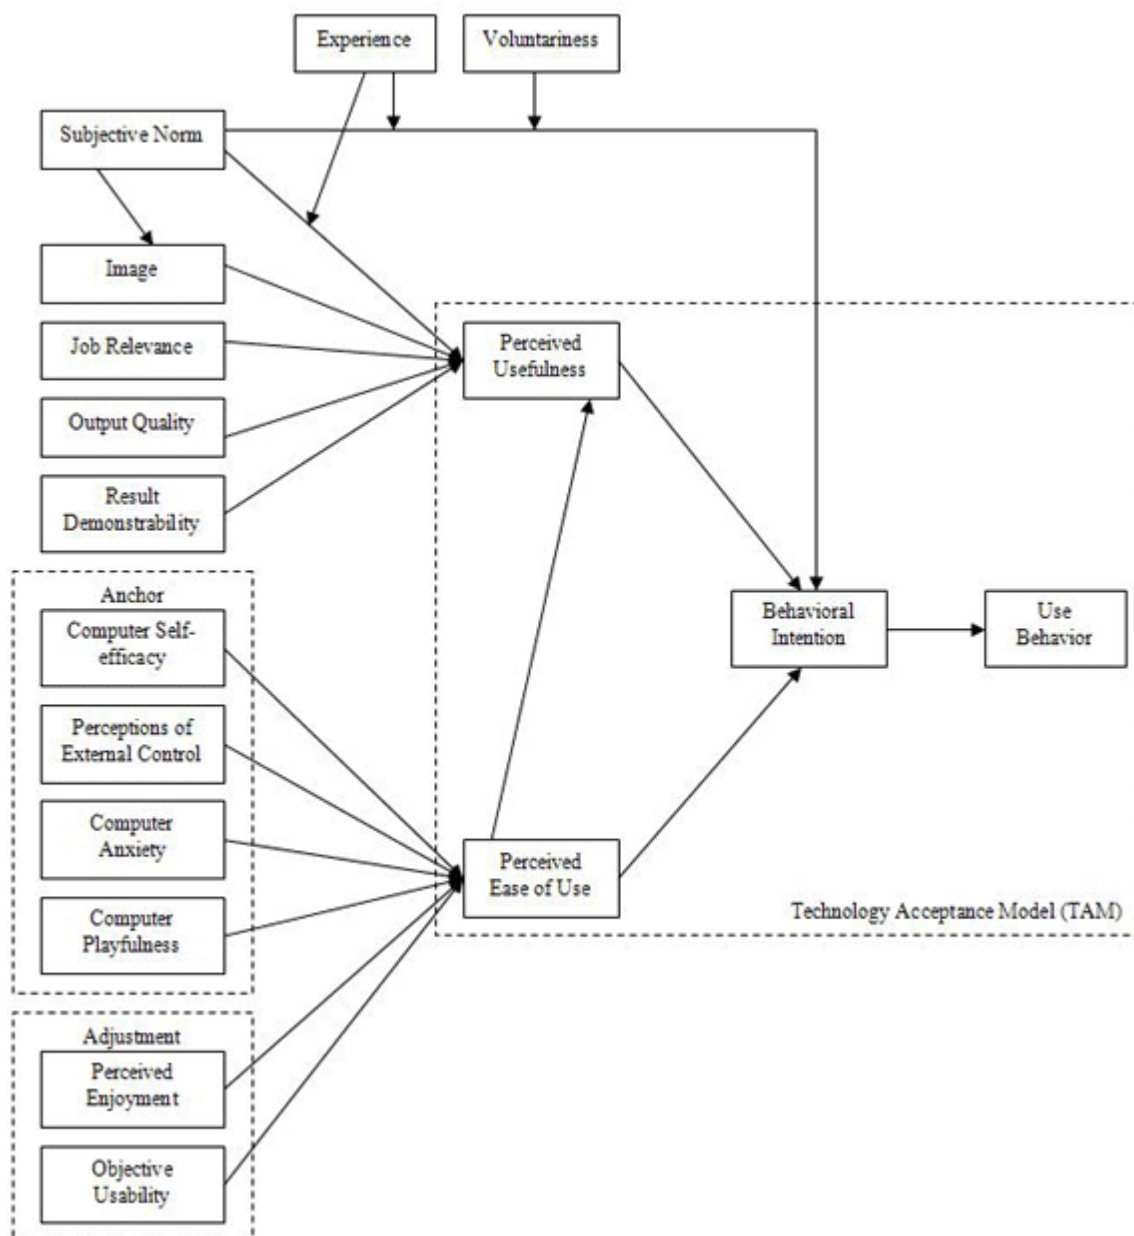 Experience
Voluntariness
Subjective Norm
Image
Job Relevance
Output Quality
Result
Demonstrability
Perceived
Usefulness
Anchor
Computer Self-
efficacy
Perceptions of
External Control
Computer
Anxiety
Computer
Playfulness
Behavioral
Intention
Use
Behavior
Perceived
Ease of Use
Technology Acceptance Model (TAM)
Adjustment
Perceived
Enjoyment
Objective
Usability